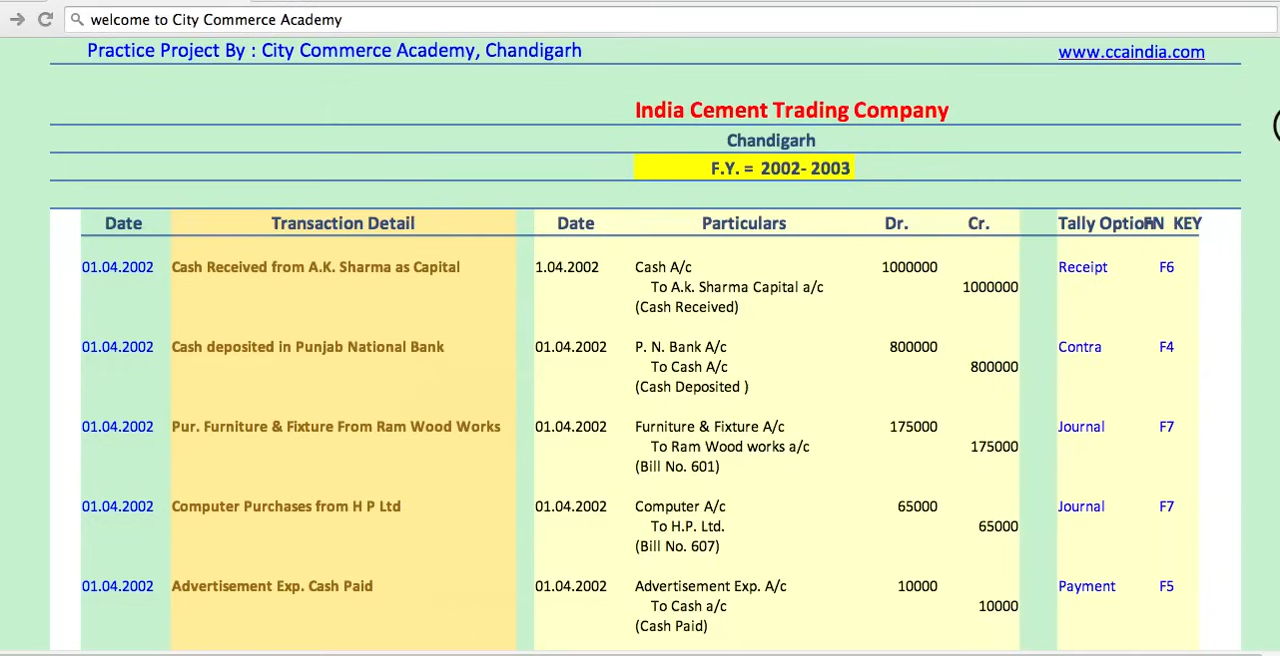 welcome to City Commerce Academy
Practice Project By : City Commerce Academy, Chandigarh www.ccaindia.com
India Cement Trading Company
Chandigarh
F.Y. = 2002- 2003
Date Transaction Detail Date Particulars Dr. Cr. Tally Option FN KEY
01.04.2002 Cash Received from A.K. Sharma as Capital 1.04.2002 Cash A/c 1000000 Receipt F6
To A.k. Sharma Capital a/c 1000000
(Cash Received)
01.04.2002 Cash deposited in Punjab National Bank 01.04.2002 P. N. Bank A/c 800000 Contra F4
To Cash A/c 800000
(Cash Deposited )
01.04.2002 Pur. Furniture & Fixture From Ram Wood Works 01.04.2002 Furniture & Fixture A/c 175000 Journal F7
To Ram Wood works a/c 175000
(Bill No. 601)
01.04.2002 Computer Purchases from H P Ltd 01.04.2002 Computer A/c 65000 Journal F7
To H.P. Ltd. 65000
(Bill No. 607)
01.04.2002 Advertisement Exp. Cash Paid 01.04.2002 Advertisement Exp. A/c 10000 Payment F5
To Cash a/c 10000
(Cash Paid)